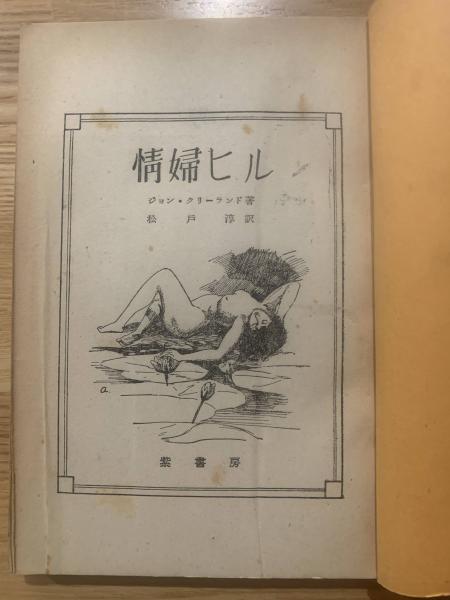 情婦ヒル
ジョン・クリーランド著
松戸淳訳
a.
紫書房